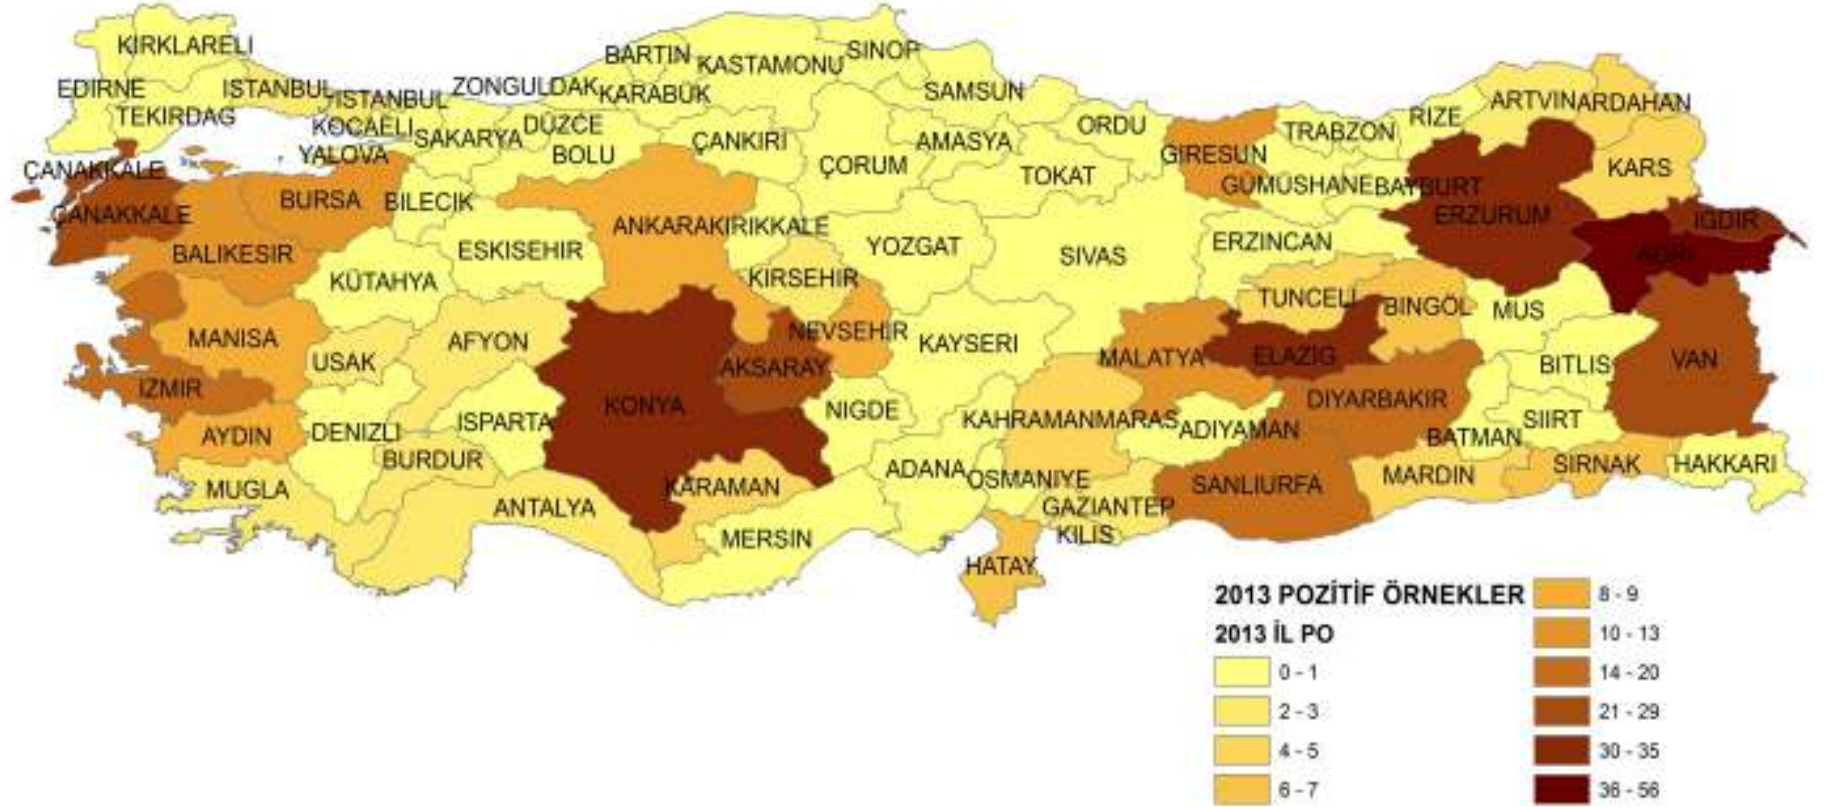 KIRKLARELI
EDIRNE
TEKIRDAG
ISTANBUL
ISTANBUL
KOCAELI
YALOVA
SAKARYA
ZONGULDAK
DÜZCE
BOLU
BARTIN
KARABÜK
KASTAMONU
SINOP
ÇANKIRI
SAMSUN
AMASYA
ÇORUM
TOKAT
ORDU
GIRESUN
TRABZON
GÜMÜSHANE
BAYBURT
RIZE
ARTVIN
ARDAHAN
KARS
ÇANAKKALE
ÇANAKKALE
BURSA
BILECIK
BALIKESIR
KÜTAHYA
ESKISEHIR
ANKARA
KIRIKKALE
KIRSEHIR
YOZGAT
SIVAS
ERZINCAN
ERZURUM
AGRI
IGDIR
MANISA
USAK
AFYON
KONYA
AKSARAY
NEVSEHIR
KAYSERI
MALATYA
ELAZIG
TUNCELI
BINGÖL
MUS
BITLIS
VAN
IZMIR
AYDIN
DENIZLI
ISPARTA
BURDUR
NIGDE
KAHRAMANMARAS
ADIYAMAN
DIYARBAKIR
BATMAN
SIIRT
MUGLA
ANTALYA
KARAMAN
MERSIN
ADANA
OSMANIYE
GAZIANTEP
KILIS
HATAY
SANLIURFA
MARDIN
SIRNAK
HAKKARI
2013 POZİTİF ÖRNEKLER
2013 İL PO
0 - 1
2 - 3
4 - 5
6 - 7
8 - 9
10 - 13
14 - 20
21 - 29
30 - 35
36 - 56